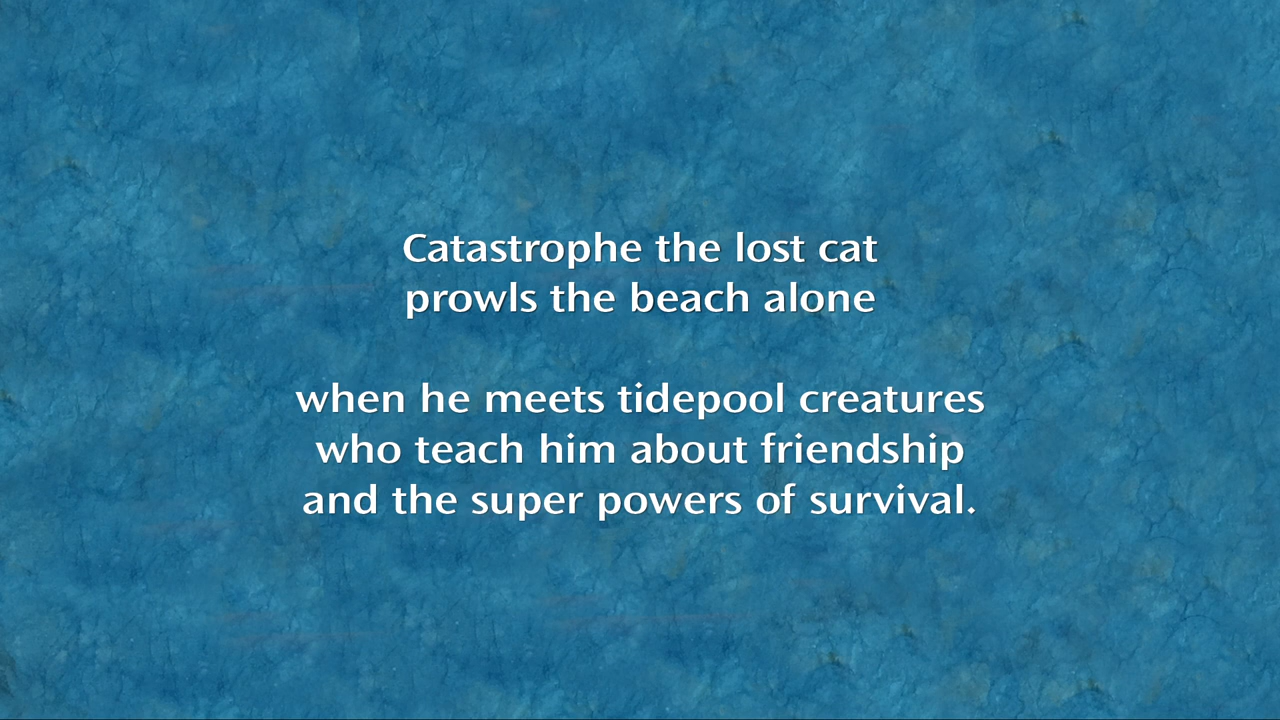 Catastrophe the lost cat
prowls the beach alone
when he meets tidepool creatures
who teach him about friendship
and the super powers of survival.